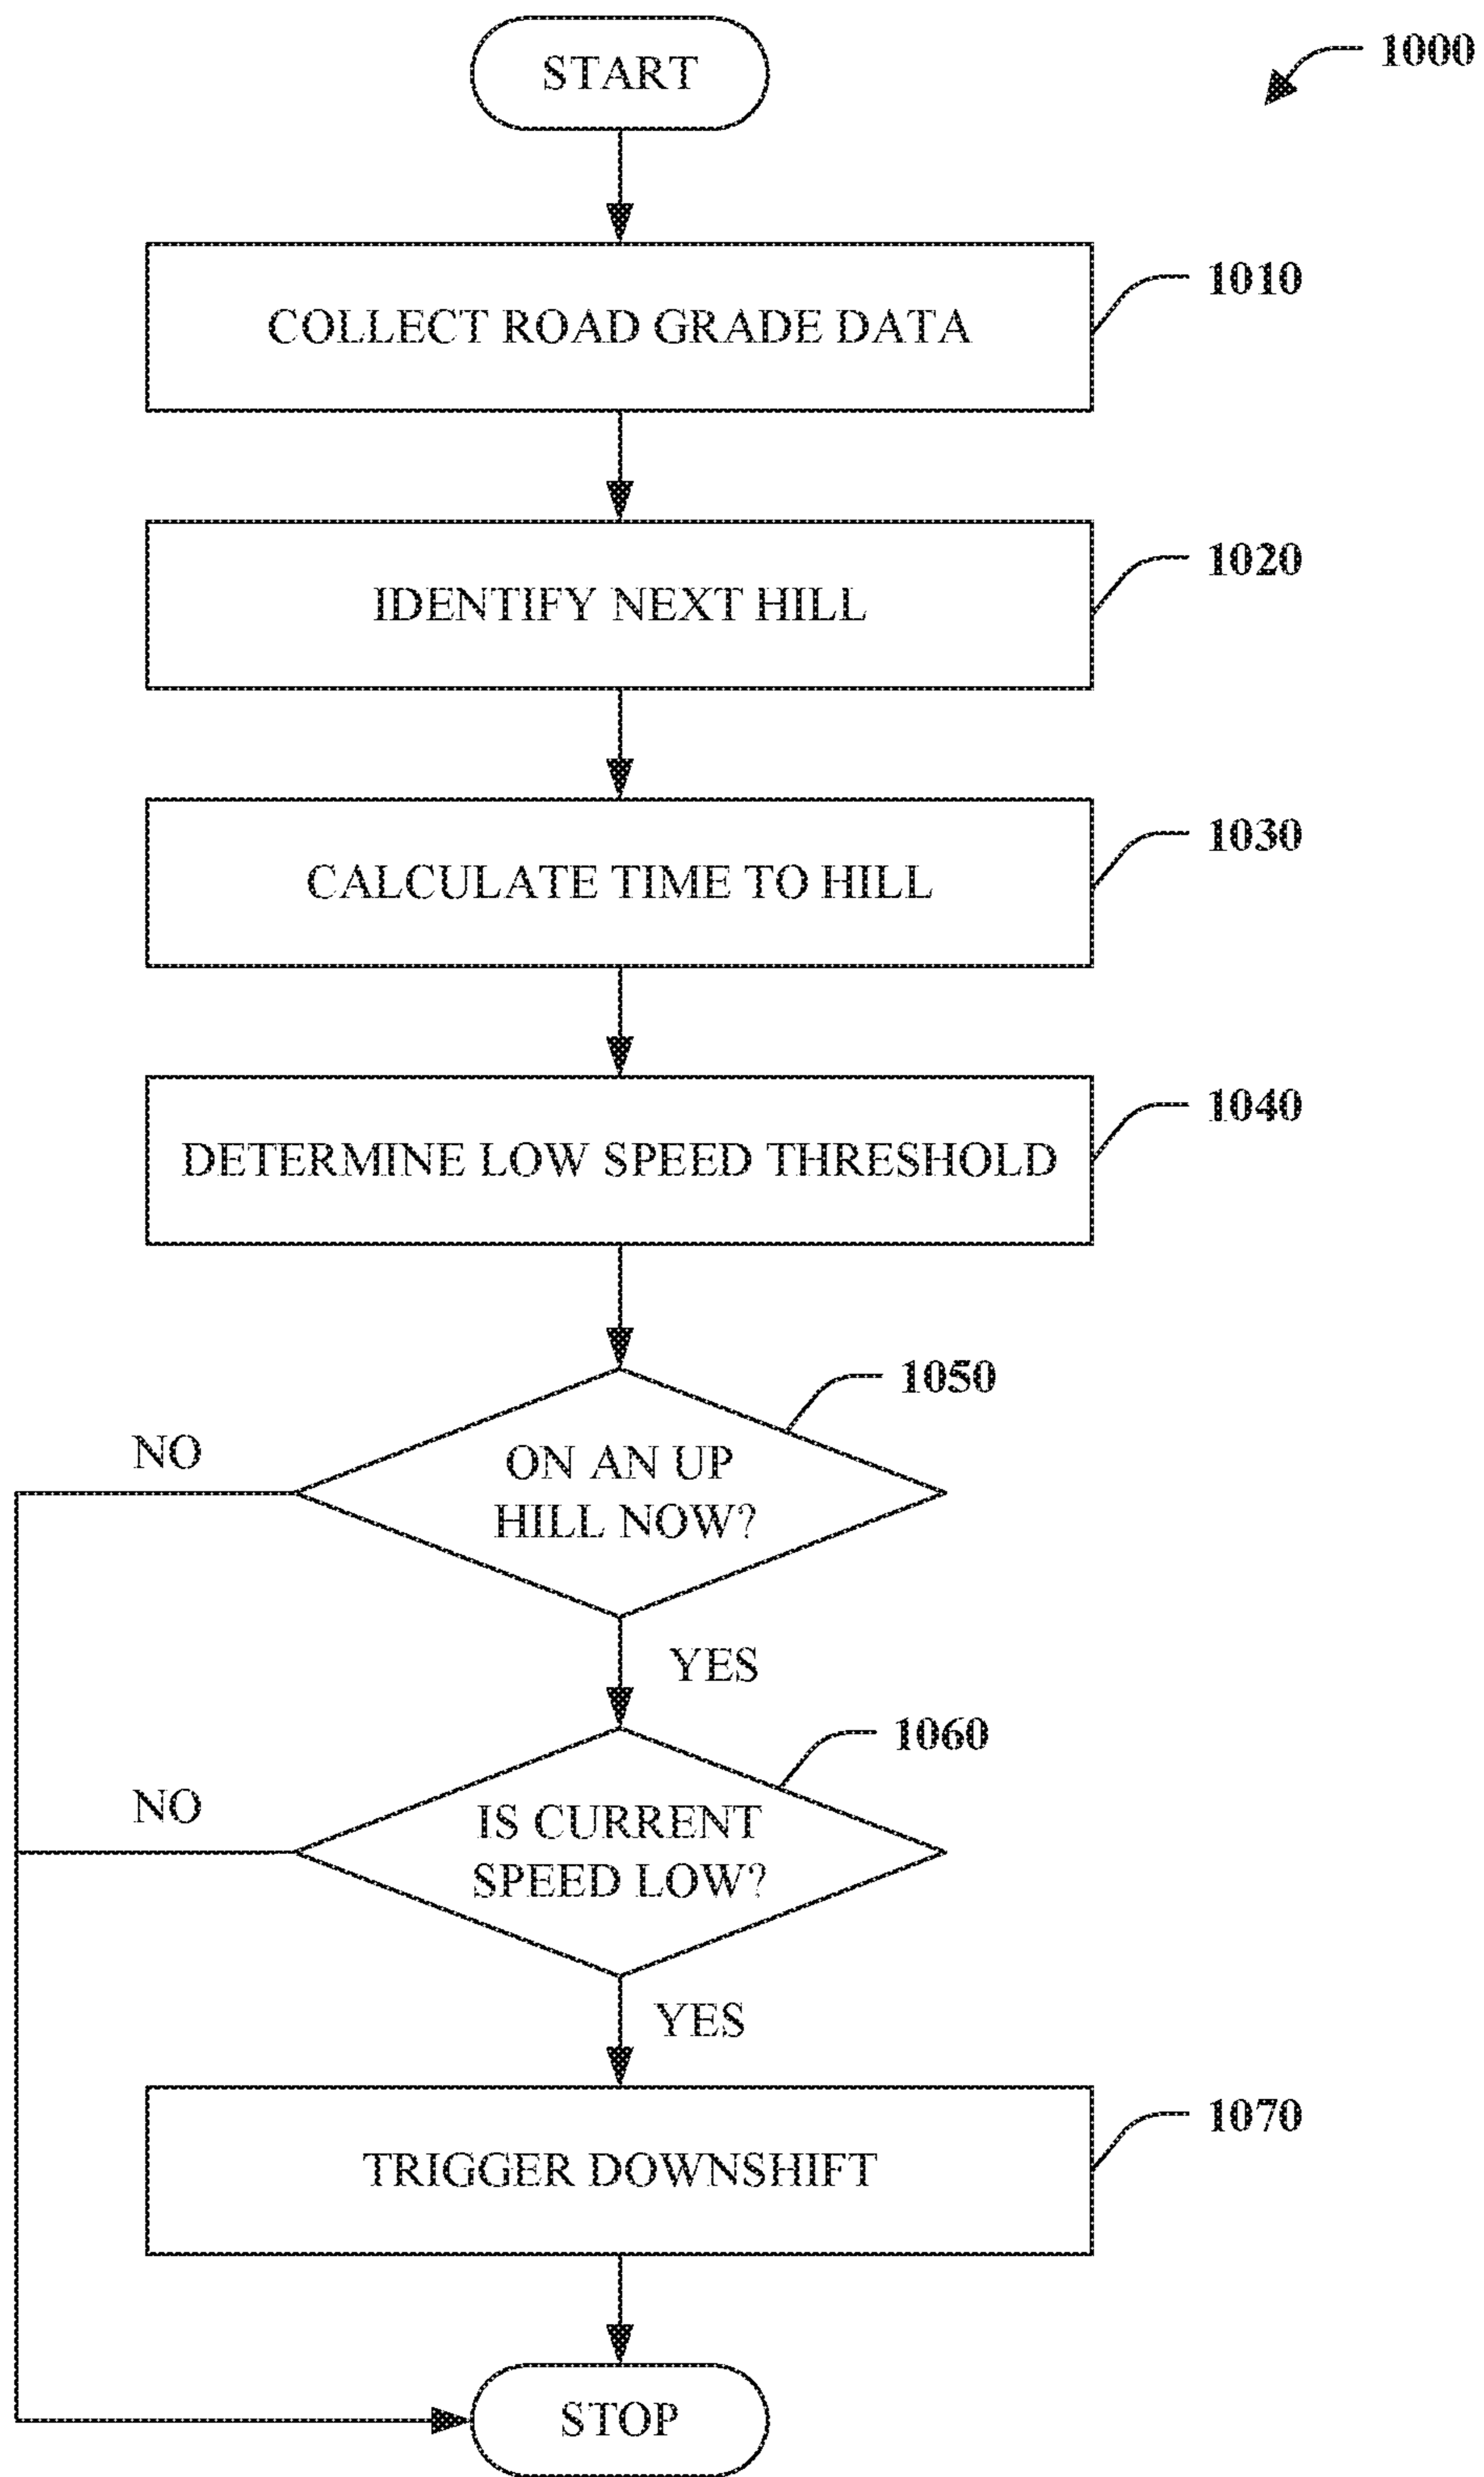 START
1000
COLLECT ROAD GRADE DATA
1010
IDENTIFY NEXT HILL
1020
CALCULATE TIME TO HILL
1030
DETERMINE LOW SPEED THRESHOLD
1040
1050
ON AN UP
HILL NOW?
NO
YES
1060
IS CURRENT
SPEED LOW?
NO
YES
TRIGGER DOWNSHIFT
1070
STOP